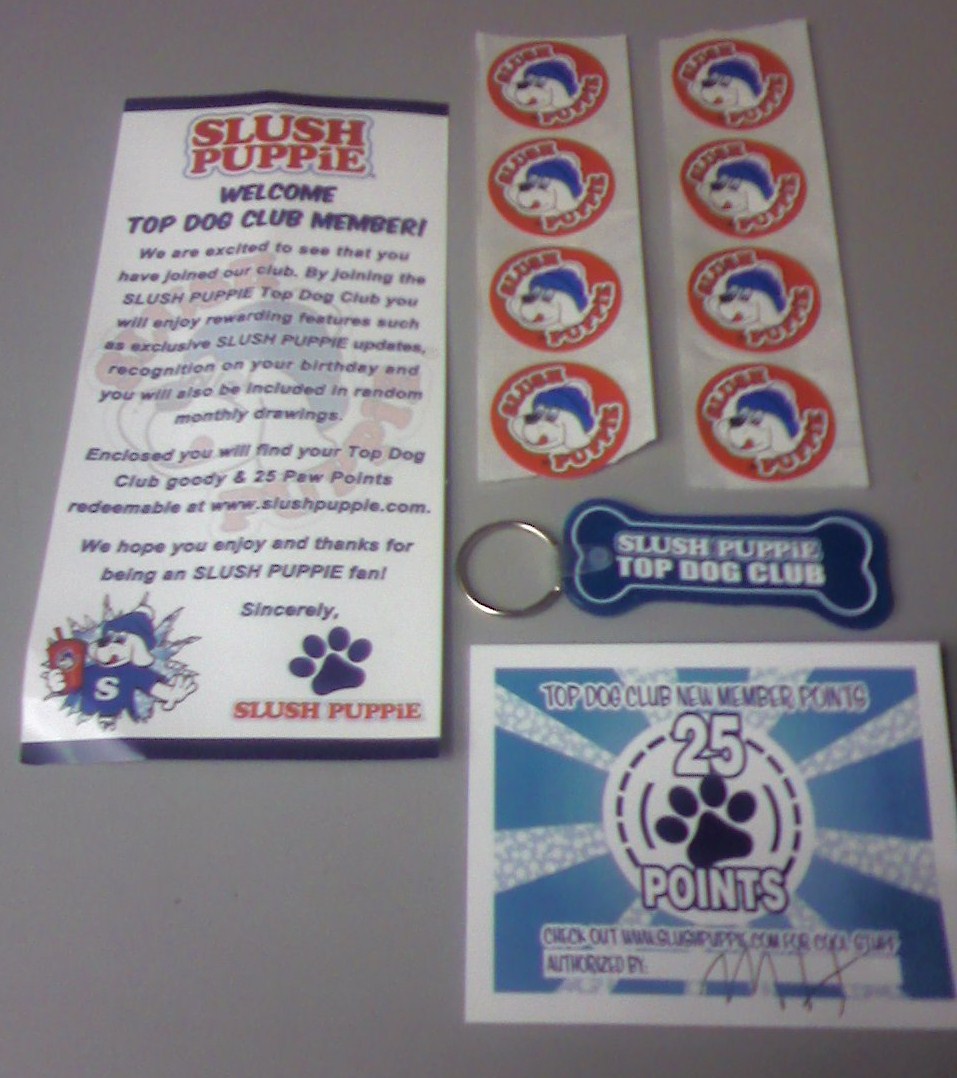 SLUSH
PUPPiE
WELCOME
TOP DOG CLUB MEMBER!
We are excited to see that you
have joined our club. By joining the
SLUSH PUPPIE Top Dog Club you
will enjoy rewarding features such
as exclusive SLUSH PUPPIE updates,
recognition on your birthday and
you will also be included in random
monthly drawings.
Enclosed you will find your Top Dog
Club goody & 25 Paw Points
redeemable at www.slushpuppie.com.
We hope you enjoy and thanks for
being an SLUSH PUPPIE fan!
Sincerely,
S
SLUSH PUPPiE
SLUSH
PUPPiE
SLUSH
PUPPiE
SLUSH
PUPPiE
SLUSH
PUPPiE
SLUSH
PUPPiE
SLUSH
PUPPiE
SLUSH
PUPPiE
SLUSH
PUPPiE
SLUSH PUPPiE
TOP DOG CLUB
TOP DOG CLUB NEW MEMBER POINTS
25
POINTS
CHECK OUT WWW.SLUSHPUPPIE.COM FOR COOL STUFF
AUTHORIZED BY: